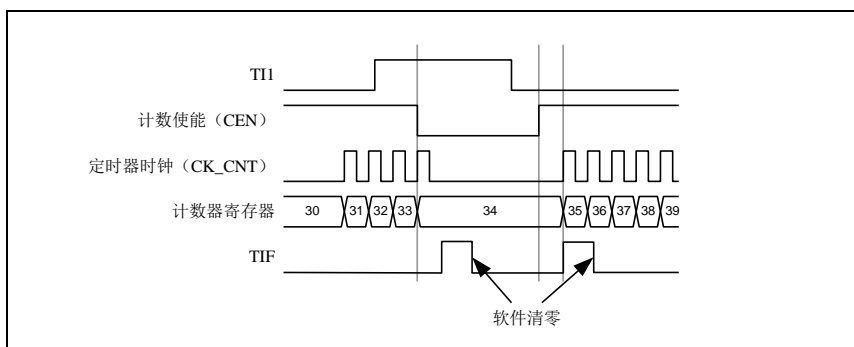 TI1
计数使能（CEN）
定时器时钟（CK_CNT）
计数器寄存器 30 31 32 33 34 35 36 37 38 39
TIF
软件清零